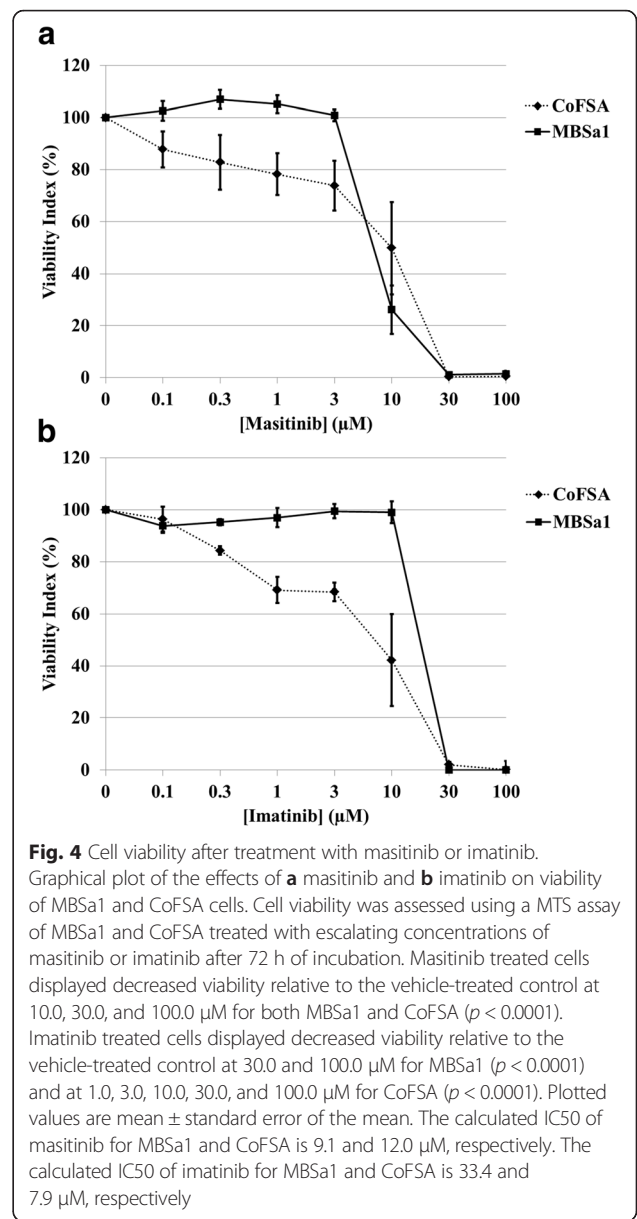 a
120
100
80
60
40
20
0
Viability Index (%)
CoFSA
MBSa1
0 0.1 0.3 1 3 10 30 100
[Masitinib] (µM)
b
120
100
80
60
40
20
0
Viability Index (%)
CoFSA
MBSa1
0 0.1 0.3 1 3 10 30 100
[Imatinib] (µM)
Fig. 4 Cell viability after treatment with masitinib or imatinib.
Graphical plot of the effects of a masitinib and b imatinib on viability
of MBSa1 and CoFSA cells. Cell viability was assessed using a MTS assay
of MBSa1 and CoFSA treated with escalating concentrations of
masitinib or imatinib after 72 h of incubation. Masitinib treated cells
displayed decreased viability relative to the vehicle-treated control at
10.0, 30.0, and 100.0 µM for both MBSa1 and CoFSA (p < 0.0001).
Imatinib treated cells displayed decreased viability relative to the
vehicle-treated control at 30.0 and 100.0 µM for MBSa1 (p < 0.0001)
and at 1.0, 3.0, 10.0, 30.0, and 100.0 µM for CoFSA (p < 0.0001). Plotted
values are mean ± standard error of the mean. The calculated IC50 of
masitinib for MBSa1 and CoFSA is 9.1 and 12.0 µM, respectively. The
calculated IC50 of imatinib for MBSa1 and CoFSA is 33.4 and
7.9 µM, respectively